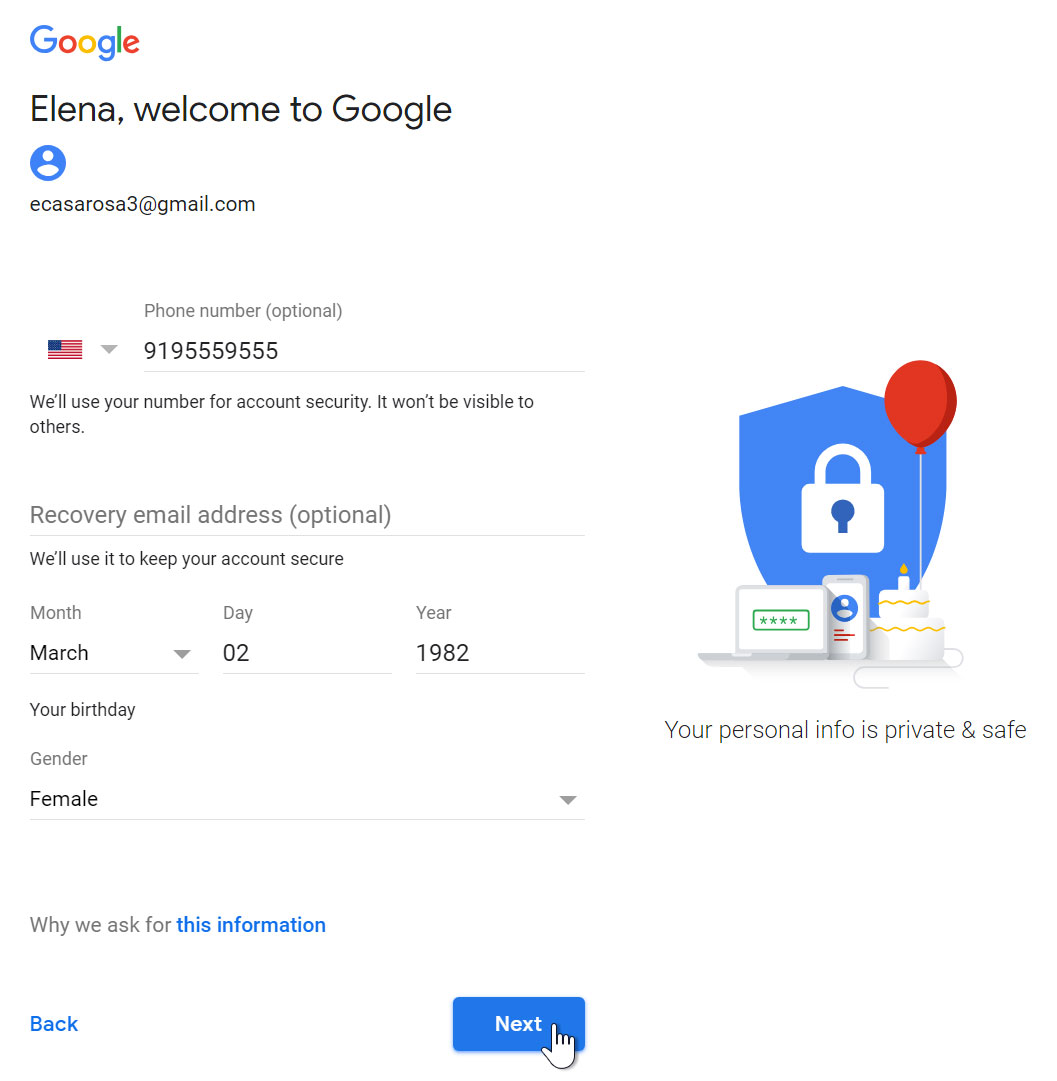 Google
Elena, welcome to Google
ecasarosa3@gmail.com
Phone number (optional)
9195559555
We’ll use your number for account security. It won’t be visible to
others.
Recovery email address (optional)
We’ll use it to keep your account secure
Month Day Year
March 02 1982
Your birthday
Gender
Female
****
Your personal info is private & safe
Why we ask for this information
Back Next